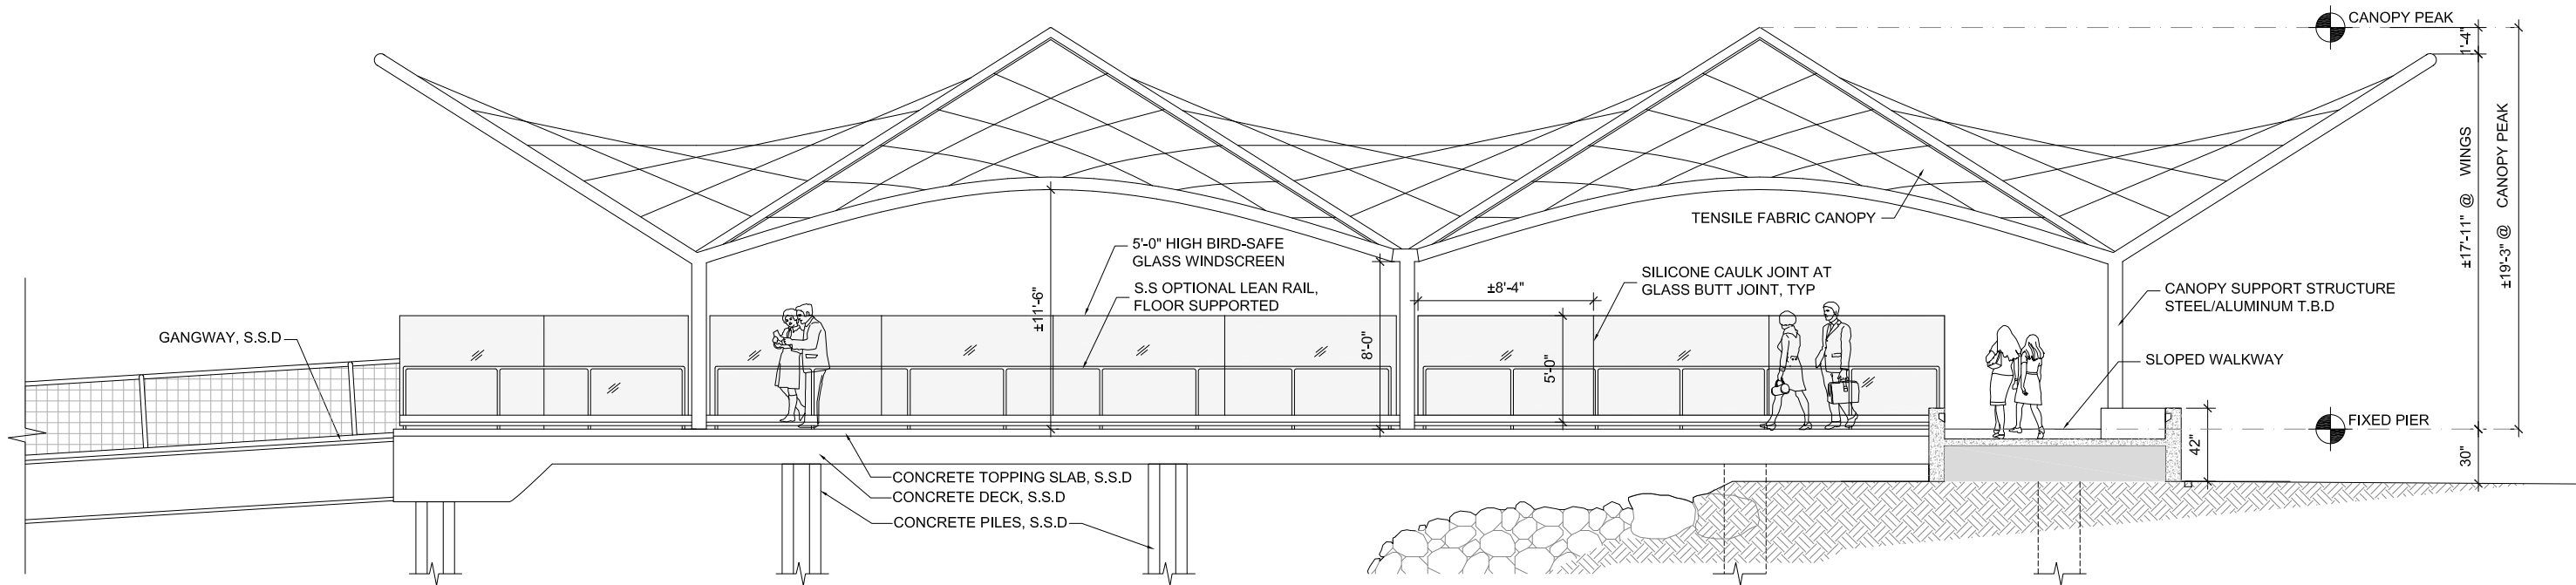 CANOPY PEAK
1'-4"
±17'-11" @ WINGS
±19'-3" @ CANOPY PEAK
TENSILE FABRIC CANOPY
5'-0" HIGH BIRD-SAFE
GLASS WINDSCREEN
S.S OPTIONAL LEAN RAIL,
FLOOR SUPPORTED
±11'-6"
8'-0"
±8'-4"
5'-0"
SILICONE CAULK JOINT AT
GLASS BUTT JOINT, TYP
CANOPY SUPPORT STRUCTURE
STEEL/ALUMINUM T.B.D
GANGWAY, S.S.D
SLOPED WALKWAY
FIXED PIER
42"
30"
CONCRETE TOPPING SLAB, S.S.D
CONCRETE DECK, S.S.D
CONCRETE PILES, S.S.D